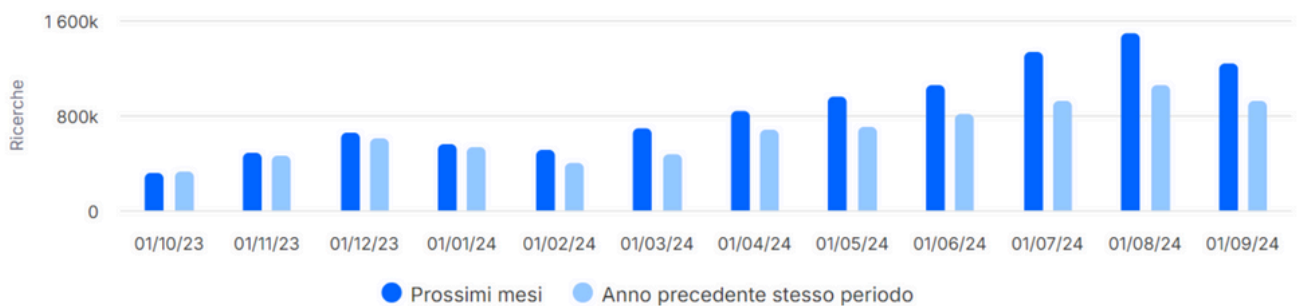 1 600k
Ricerche
800k
0
01/10/23 01/11/23 01/12/23 01/01/24 01/02/24 01/03/24 01/04/24 01/05/24 01/06/24 01/07/24 01/08/24 01/09/24
Prossimi mesi Anno precedente stesso periodo